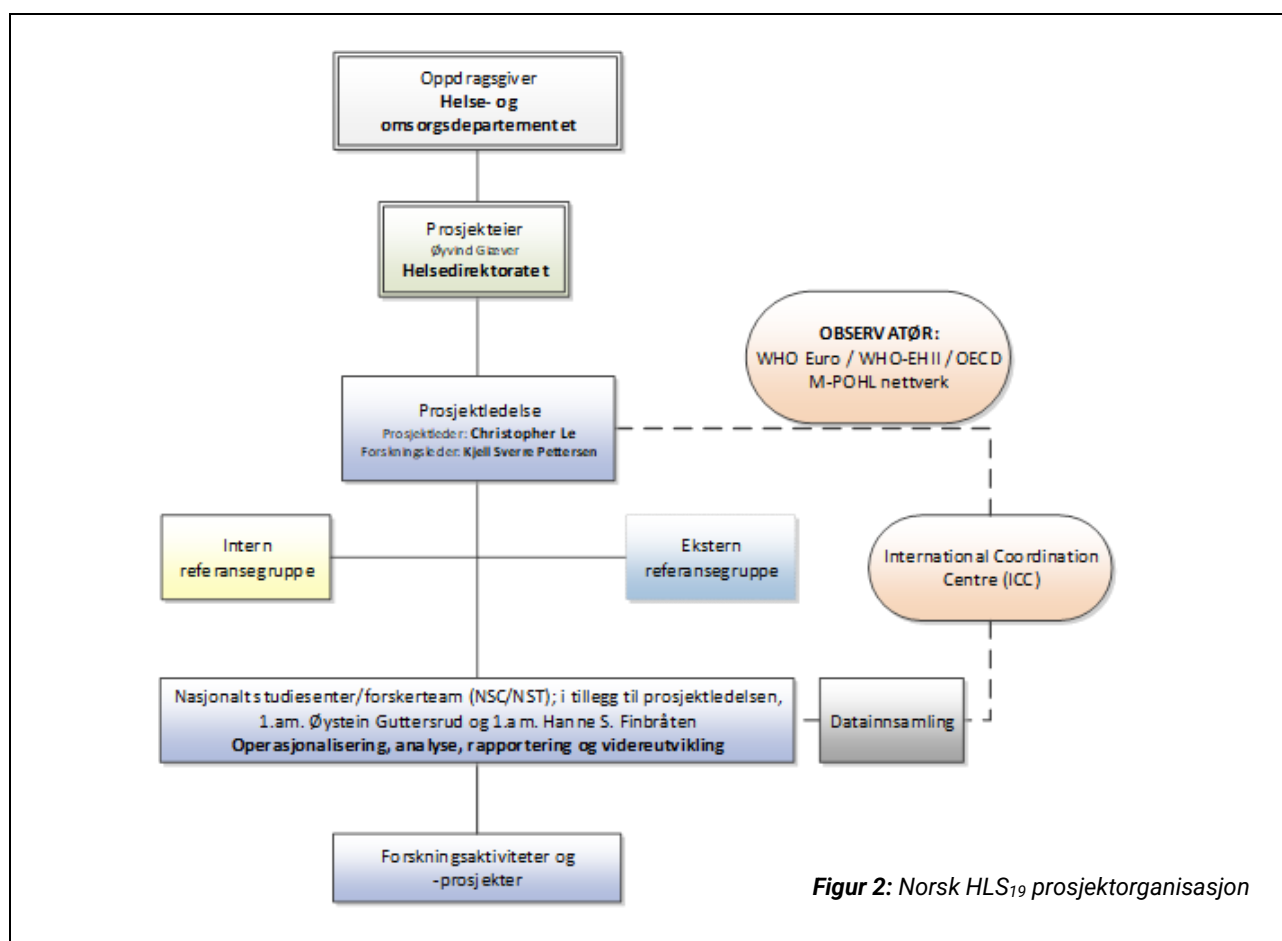 Oppdragsgiver
Helse- og
omsorgsdepartementet
Prosjekteier
Øyvind Giæver
Helsedirektoratet
OBSERVATØR:
WHO Euro / WHO-EHII / OECD
M-POHL nettverk
Prosjektledelse
Prosjektleder: Christopher Le
Forskningsleder: Kjell Sverre Pettersen
Intern
referansegruppe
Ekstern
referansegruppe
International Coordination
Centre (ICC)
Nasjonalt studiesenter/forskerteam (NSC/NST); i tillegg til prosjektledelsen,
1.am. Øystein Guttersrud og 1.am. Hanne S. Finbråten
Operasjonalisering, analyse, rapportering og videreutvikling
Datainnsamling
Forskningsaktiviteter og
-prosjekter
Figur 2: Norsk HLS₁₉ prosjektorganisasjon